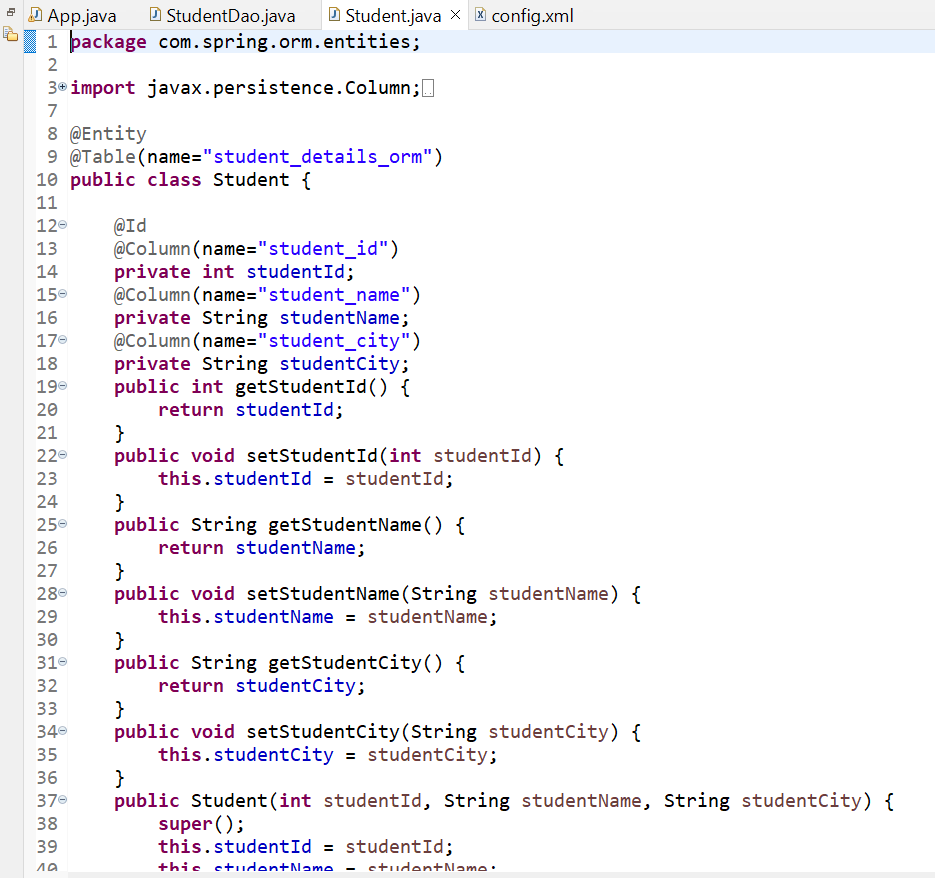 App.java StudentDao.java Student.java config.xml
1 package com.spring.orm.entities;
2
3 import javax.persistence.Column;
7
8 @Entity
9 @Table(name="student_details_orm")
10 public class Student {
11
12 @Id
13 @Column(name="student_id")
14 private int studentId;
15 @Column(name="student_name")
16 private String studentName;
17 @Column(name="student_city")
18 private String studentCity;
19 public int getStudentId() {
20 return studentId;
21 }
22 public void setStudentId(int studentId) {
23 this.studentId = studentId;
24 }
25 public String getStudentName() {
26 return studentName;
27 }
28 public void setStudentName(String studentName) {
29 this.studentName = studentName;
30 }
31 public String getStudentCity() {
32 return studentCity;
33 }
34 public void setStudentCity(String studentCity) {
35 this.studentCity = studentCity;
36 }
37 public Student(int studentId, String studentName, String studentCity) {
38 super();
39 this.studentId = studentId;
40 this.studentName = studentName;